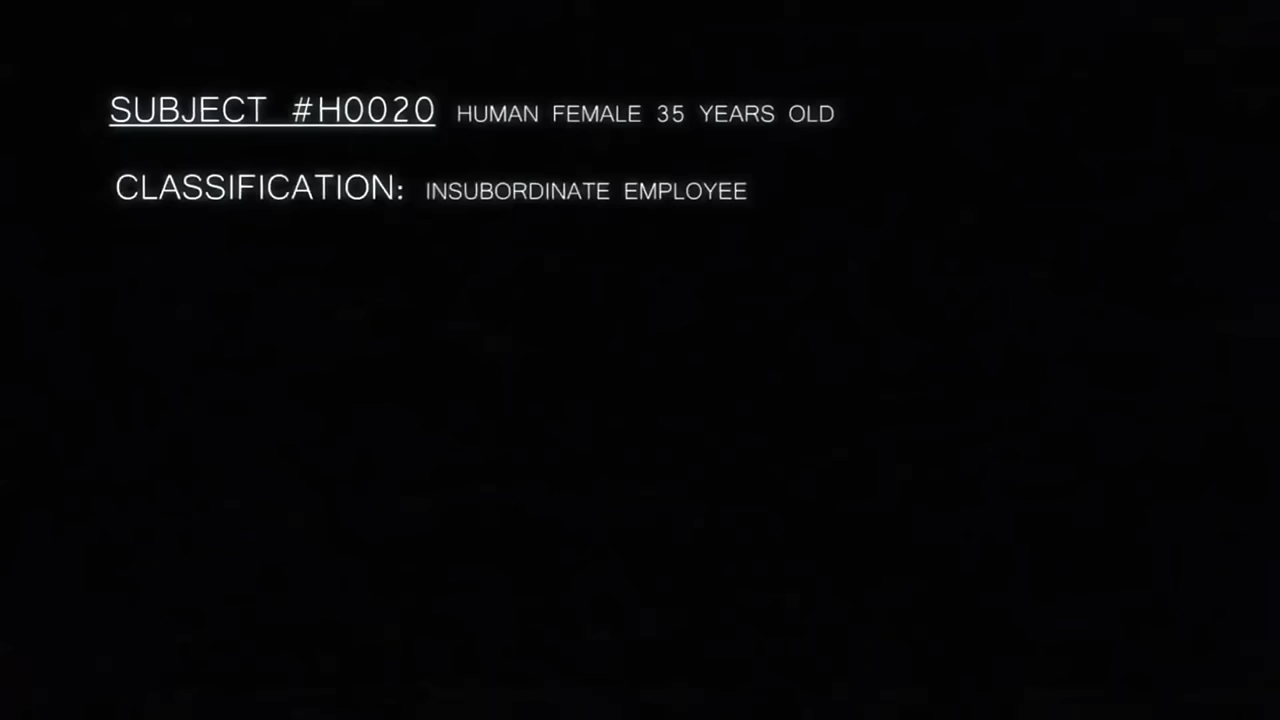 SUBJECT #H0020 HUMAN FEMALE 35 YEARS OLD
CLASSIFICATION: INSUBORDINATE EMPLOYEE